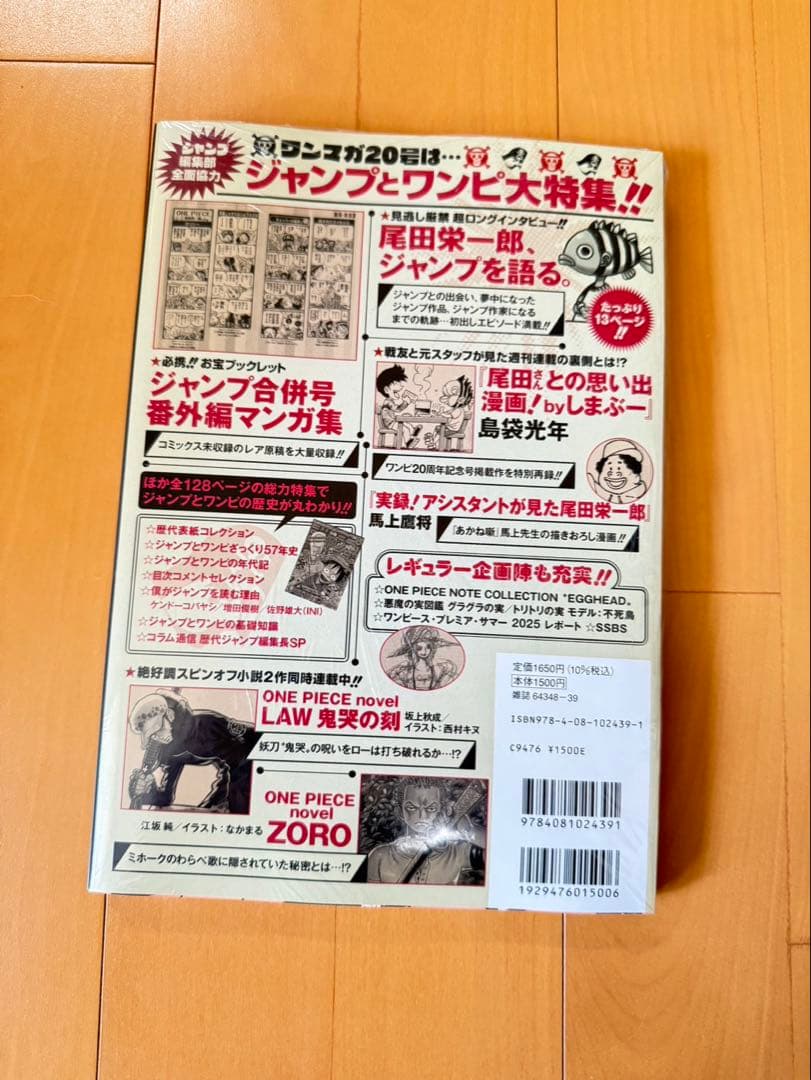 ジャンプ
編集部
全面協力
ワンマガ20号は…
ジャンプとワンピ大特集!!
ONE PIECE
★見逃し厳禁 超ロングインタビュー!!
尾田栄一郎、
ジャンプを語る。
ジャンプとの出会い、夢中になった
ジャンプ作品、ジャンプ作家になる
までの軌跡…初出しエピソード満載!!
たっぷり
13ページ
!!
★必携!! お宝ブックレット
ジャンプ合併号
番外編マンガ集
コミックス未収録のレア原稿を大量収録!!
★戦友と元スタッフが見た週刊連載の裏側とは!?
『尾田さんとの思い出
漫画!byしまぶー』
島袋光年
ワンピ20周年記念号掲載作を特別再録!!
『実録!アシスタントが見た尾田栄一郎』
馬上鷹将
『あかね噺』馬上先生の描きおろし漫画!!
ほか全128ページの総力特集で
ジャンプとワンピの歴史が丸わかり!!
☆歴代表紙コレクション
☆ジャンプとワンピざっくり57年史
☆ジャンプとワンピの年代記
☆目次コメントセレクション
☆僕がジャンプを読む理由
ケンドーコバヤシ/増田俊樹/佐野雄大(INI)
☆ジャンプとワンピの基礎知識
☆コラム通信 歴代ジャンプ編集長SP
レギュラー企画陣も充実!!
☆ONE PIECE NOTE COLLECTION "EGGHEAD"
☆悪魔の実図鑑 グラグラの実/トリトリの実 モデル:不死鳥
☆ワンピース・プレミア・サマー 2025 レポート ☆SSBS
★絶好調スピンオフ小説2作同時連載中!!
ONE PIECE novel
LAW 鬼哭の刻
坂上秋成/
イラスト:西村キヌ
妖刀"鬼哭"の呪いをローは打ち破れるか…!?
ONE PIECE
novel
ZORO
江坂 純/イラスト:なかまる
ミホークのわらべ歌に隠されていた秘密とは…!?
定価1650円(10%税込)
本体1500円
雑誌 64348-39
ISBN978-4-08-102439-1
C9476 ¥1500E
9784081024391
1929476015006